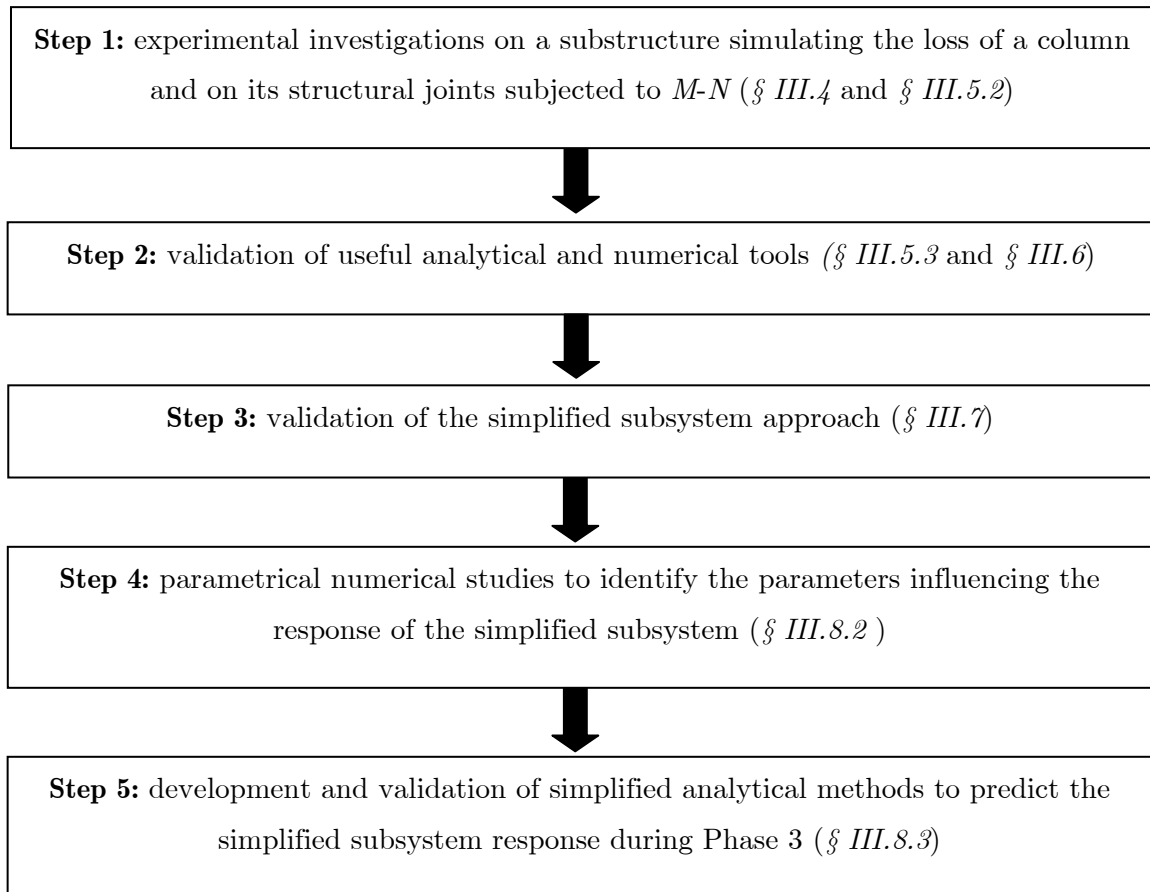 Step 1: experimental investigations on a substructure simulating the loss of a column
and on its structural joints subjected to M-N (§ III.4 and § III.5.2)
Step 2: validation of useful analytical and numerical tools (§ III.5.3 and § III.6)
Step 3: validation of the simplified subsystem approach (§ III.7)
Step 4: parametrical numerical studies to identify the parameters influencing the
response of the simplified subsystem (§ III.8.2 )
Step 5: development and validation of simplified analytical methods to predict the
simplified subsystem response during Phase 3 (§ III.8.3)